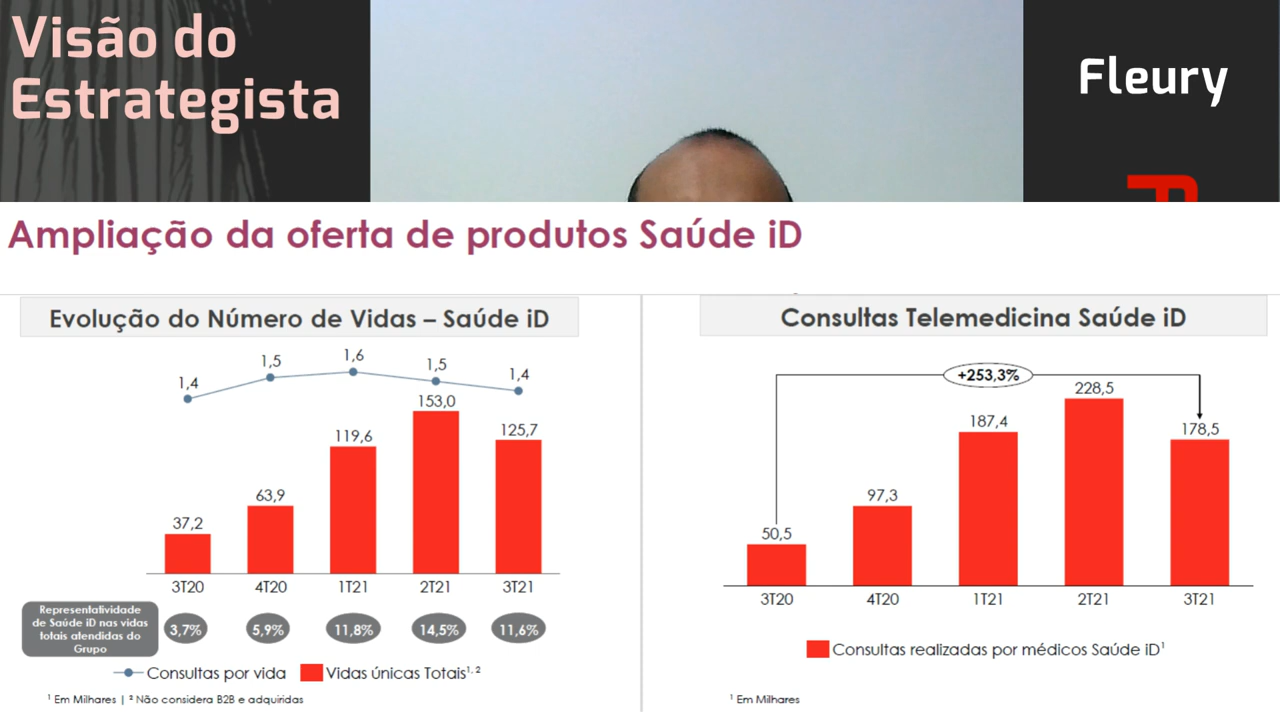 Visão do
Estrategista
Fleury
Ampliação da oferta de produtos Saúde iD
Evolução do Número de Vidas – Saúde iD
1,4
1,5
1,6
1,5
1,4
37,2
63,9
119,6
153,0
125,7
3T20
4T20
1T21
2T21
3T21
Representatividade
de Saúde iD nas vidas
totais atendidas do
Grupo
3,7%
5,9%
11,8%
14,5%
11,6%
Consultas por vida
Vidas únicas Totais¹,²
¹ Em Milhares | ² Não considera B2B e adquiridas
Consultas Telemedicina Saúde iD
+253,3%
50,5
97,3
187,4
228,5
178,5
3T20
4T20
1T21
2T21
3T21
Consultas realizadas por médicos Saúde iD¹
¹ Em Milhares